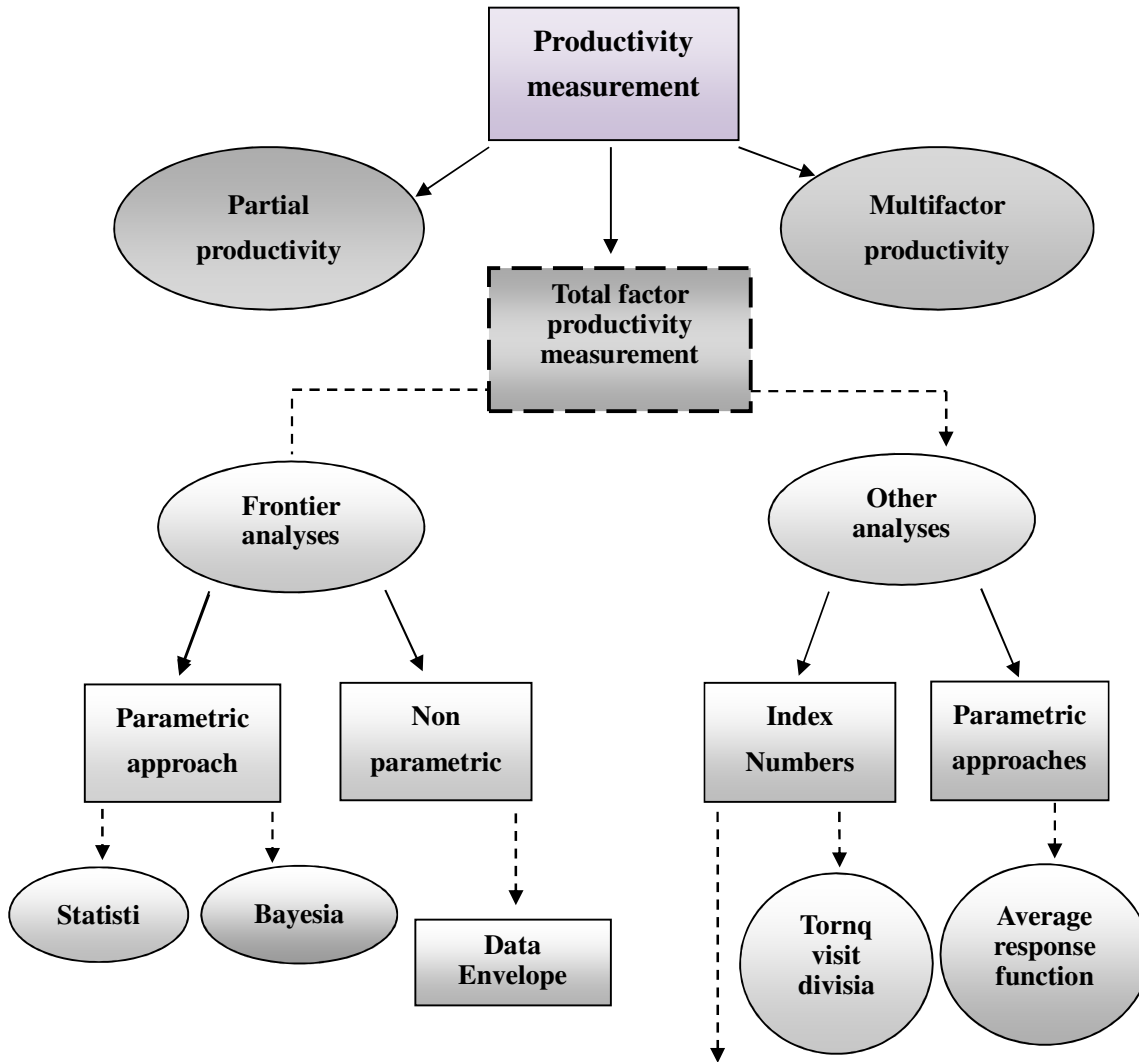 Productivity
measurement
Partial
productivity
Multifactor
productivity
Total factor
productivity
measurement
Frontier
analyses
Other
analyses
Parametric
approach
Non
parametric
Index
Numbers
Parametric
approaches
Statisti
Bayesia
Data
Envelope
Tornq
visit
divisia
Average
response
function